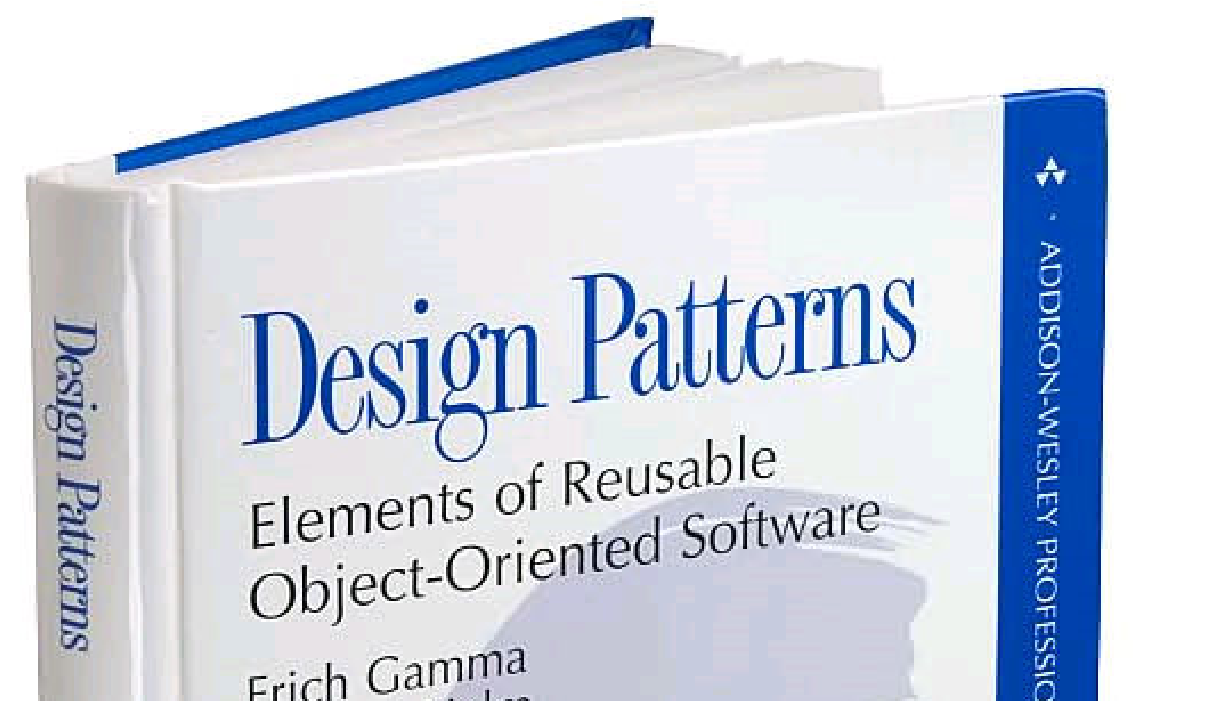 Design Patterns
Design Patterns
Elements of Reusable
Object-Oriented Software
Erich Gamma
ADDISON-WESLEY